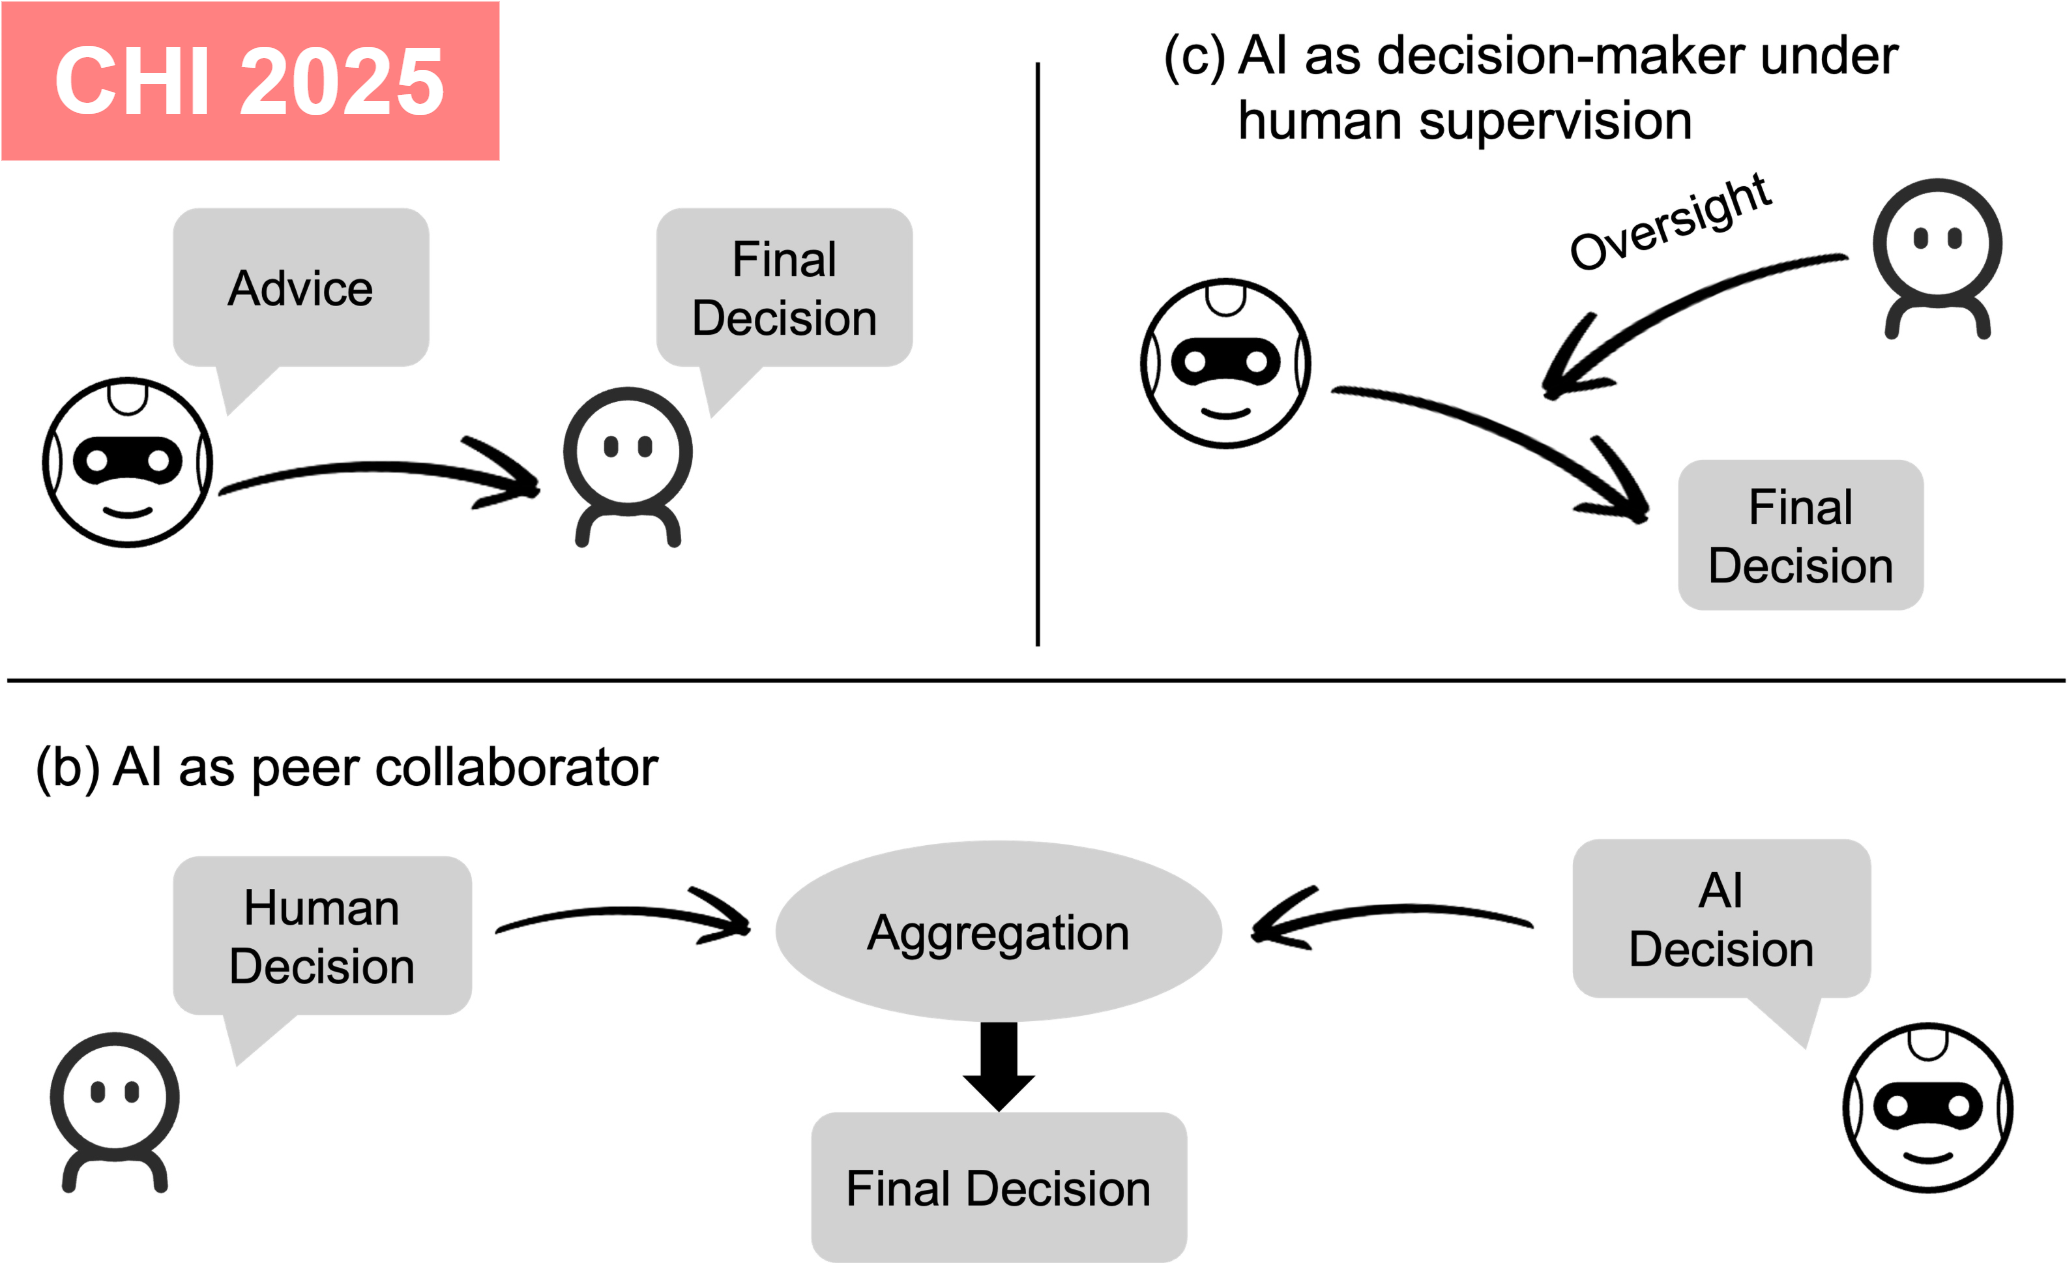 CHI 2025
Advice
Final
Decision
(c) AI as decision-maker under
human supervision
Oversight
Final
Decision
(b) AI as peer collaborator
Human
Decision
Aggregation
AI
Decision
Final Decision